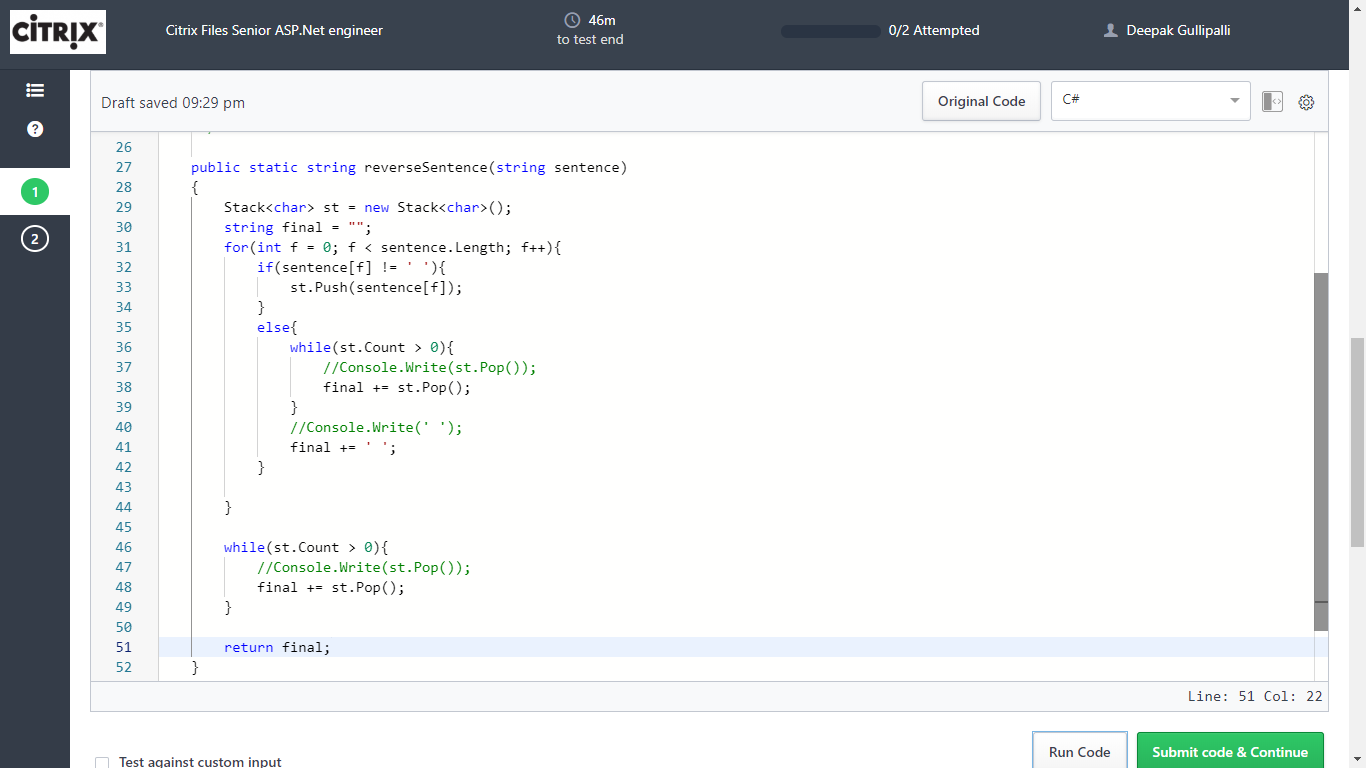 CITRIX
Citrix Files Senior ASP.Net engineer
46m
to test end
0/2 Attempted
Deepak Gullipalli
Draft saved 09:29 pm
Original Code
C#
26
27 public static string reverseSentence(string sentence)
28 {
29 Stack<char> st = new Stack<char>();
30 string final = "";
31 for(int f = 0; f < sentence.Length; f++){
32 if(sentence[f] != ' '){
33 st.Push(sentence[f]);
34 }
35 else{
36 while(st.Count > 0){
37 //Console.Write(st.Pop());
38 final += st.Pop();
39 }
40 //Console.Write(' ');
41 final += ' ';
42 }
43
44 }
45
46 while(st.Count > 0){
47 //Console.Write(st.Pop());
48 final += st.Pop();
49 }
50
51 return final;
52 }
1
2
Line: 51 Col: 22
Test against custom input
Run Code
Submit code & Continue